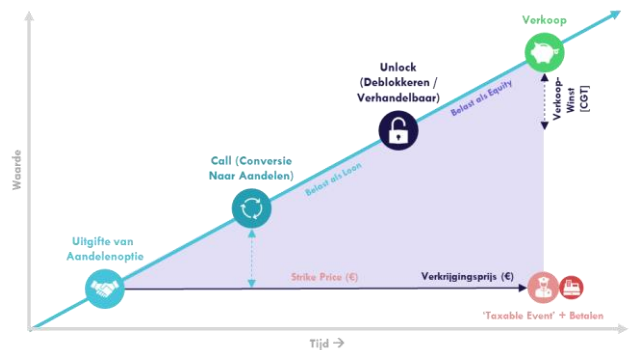 Verkoop
Unlock
(Deblokkeren /
Verhandelbaar)
Belast als Equity
Verkoop-
Winst
[CGT]
Call (Conversie
Naar Aandelen)
Belast als Loon
Waarde
Uitgifte van
Aandelenoptie
Strike Price (€)
Verkrijgingsprijs (€)
'Taxable Event' + Betalen
Tijd →